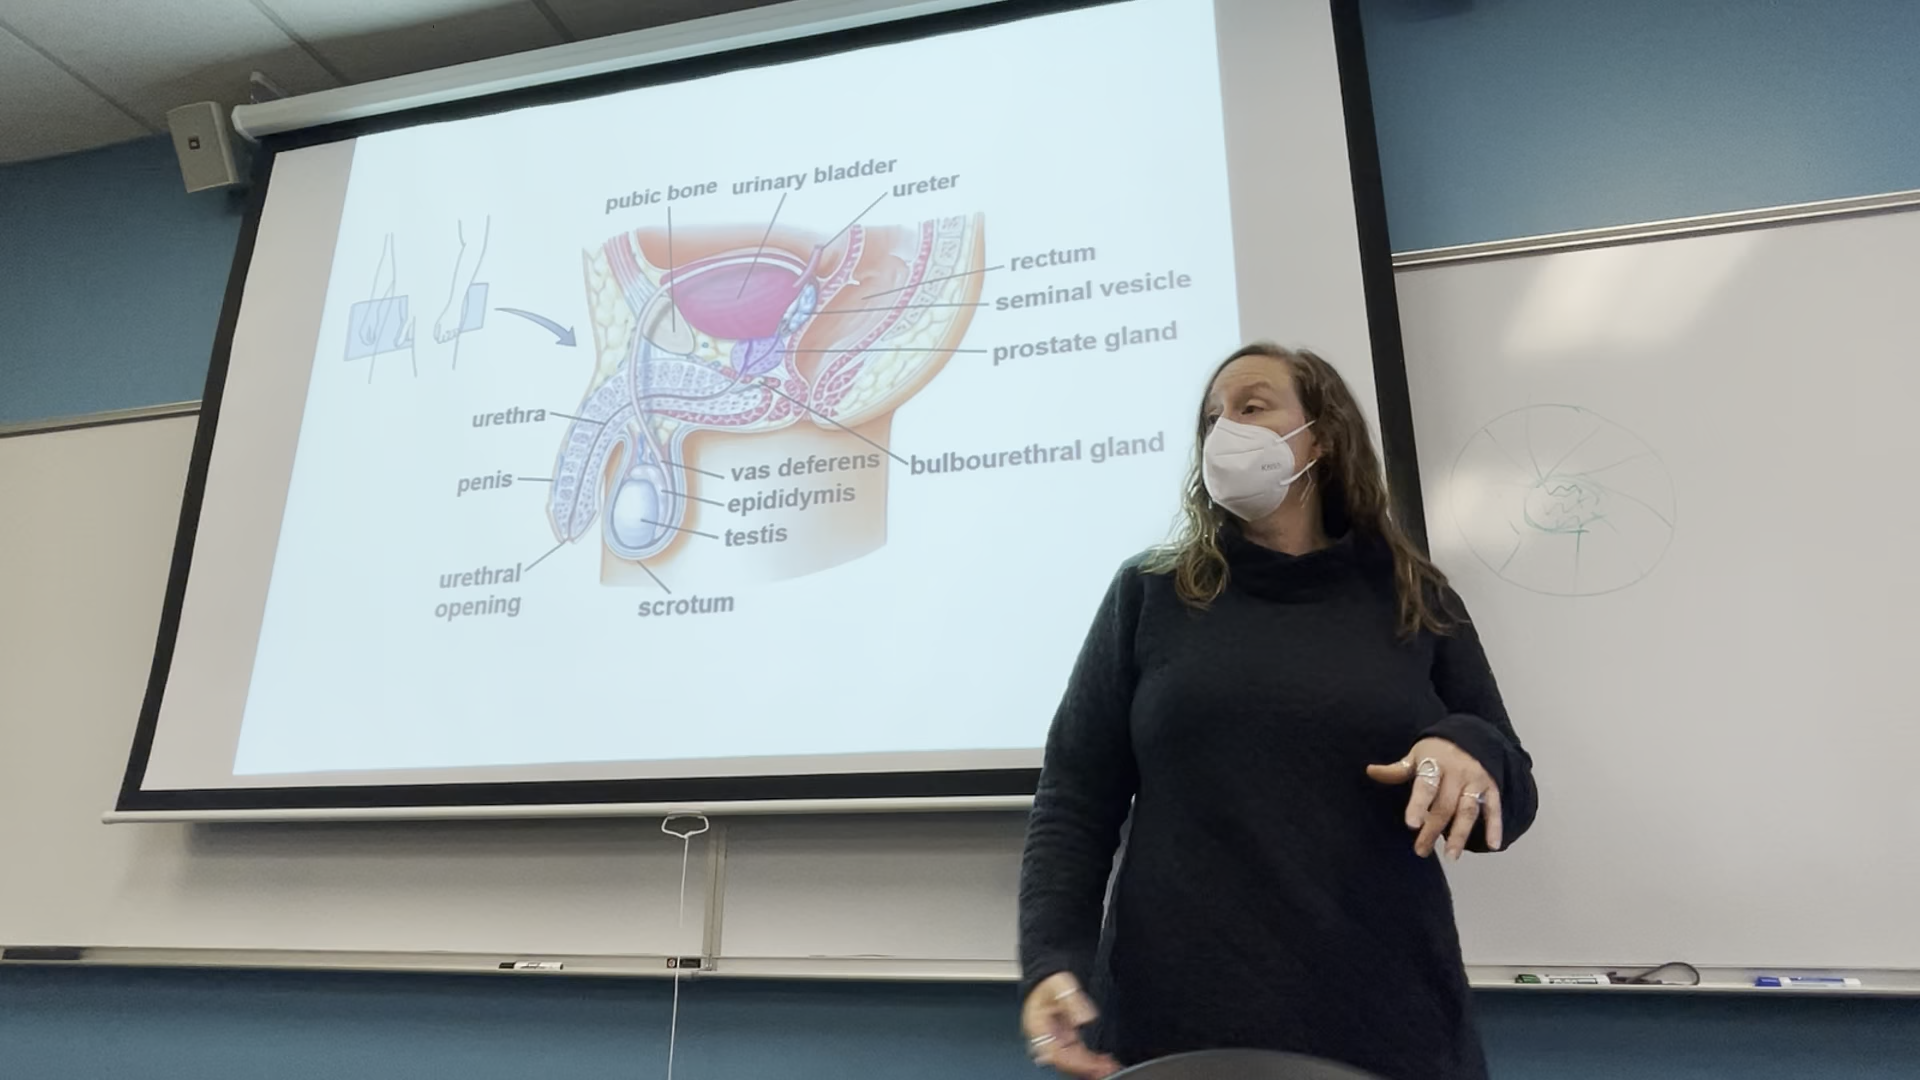 pubic bone
urinary bladder
ureter
rectum
seminal vesicle
prostate gland
urethra
bulbourethral gland
penis
vas deferens
epididymis
testis
urethral
opening
scrotum